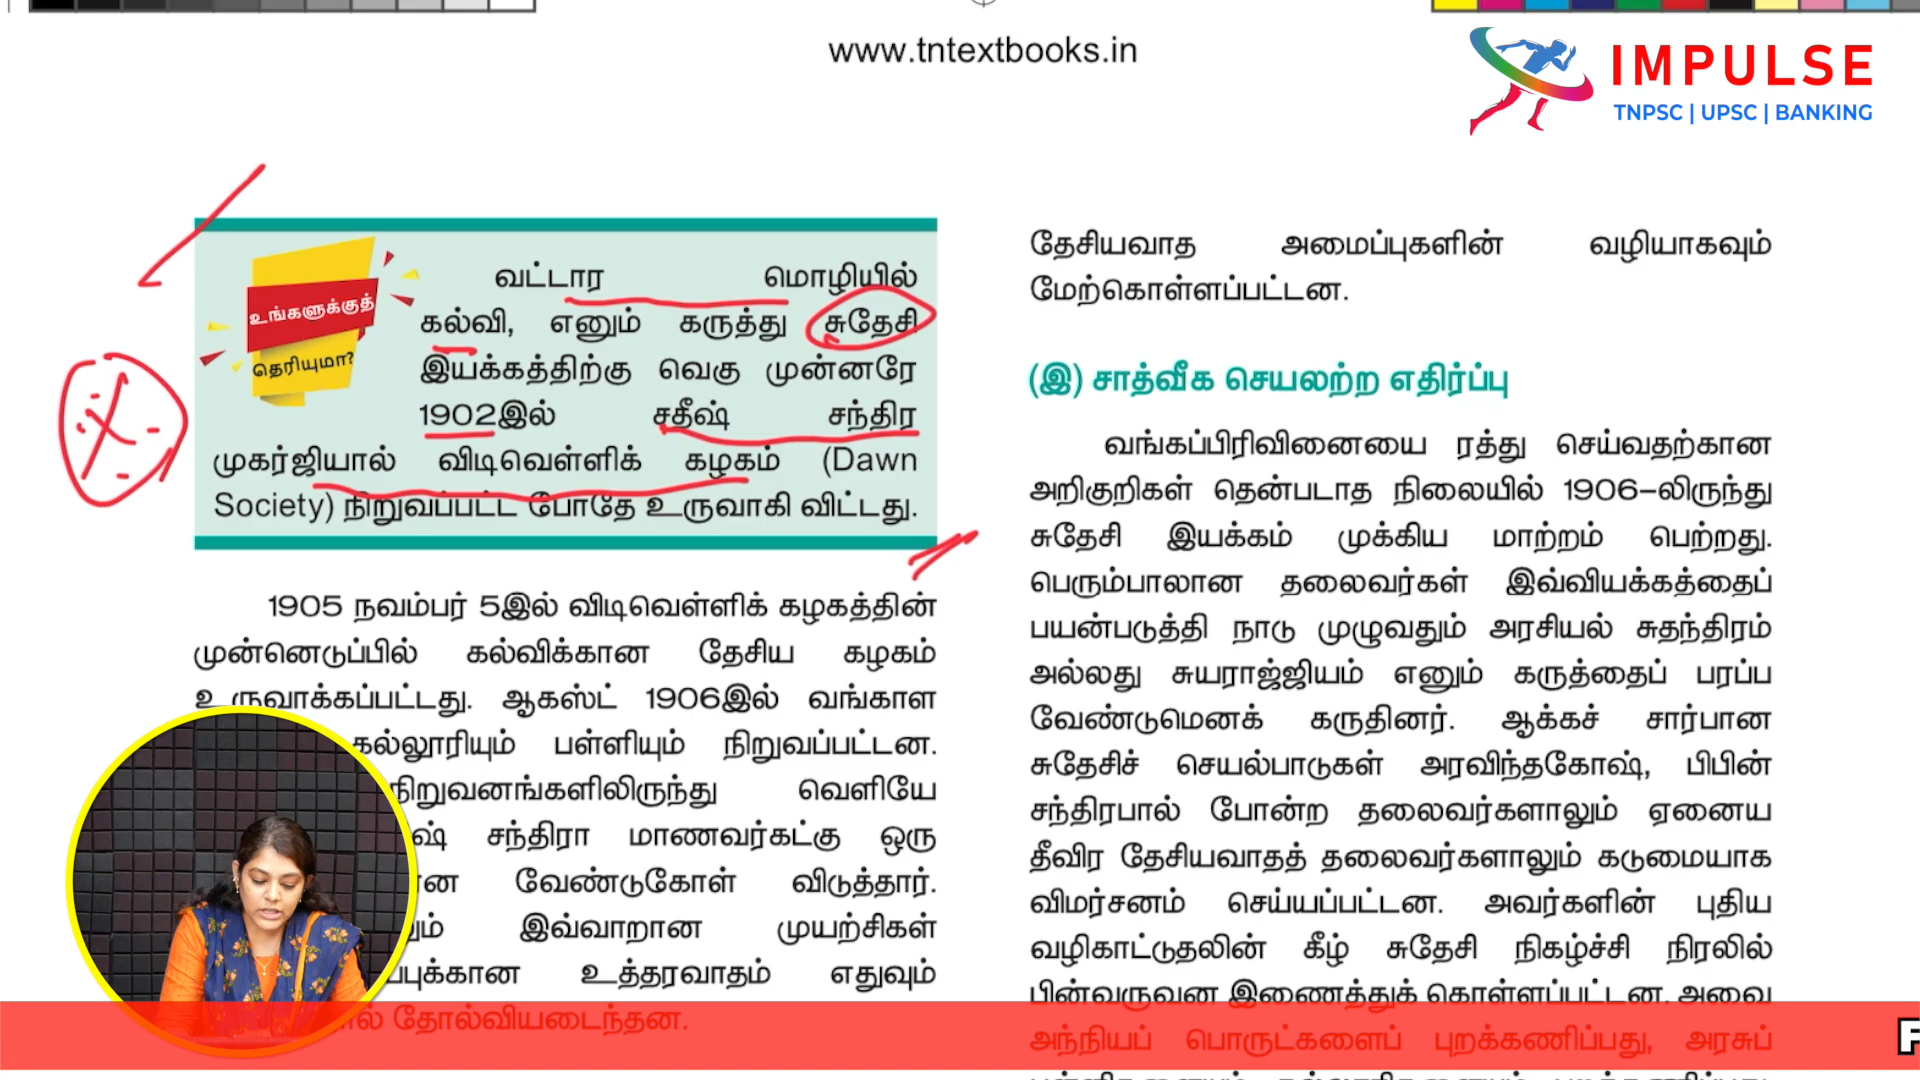 www.tntextbooks.in
IMPULSE
TNPSC | UPSC | BANKING
உங்களுக்குத்
தெரியுமா?
வட்டார மொழியில்
கல்வி, எனும் கருத்து சுதேசி
இயக்கத்திற்கு வெகு முன்னரே
1902இல் சதீஷ் சந்திர
முகர்ஜியால் விடிவெள்ளிக் கழகம் (Dawn
Society) நிறுவப்பட்ட போதே உருவாகி விட்டது.
1905 நவம்பர் 5இல் விடிவெள்ளிக் கழகத்தின்
முன்னெடுப்பில் கல்விக்கான தேசிய கழகம்
உருவாக்கப்பட்டது. ஆகஸ்ட் 1906இல் வங்காள
கல்லூரியும் பள்ளியும் நிறுவப்பட்டன.
நிறுவனங்களிலிருந்து வெளியே
சந்திரா மாணவர்கட்கு ஒரு
வேண்டுகோள் விடுத்தார்.
இவ்வாறான முயற்சிகள்
உத்தரவாதம் எதுவும்
தோல்வியடைந்தன.
தேசியவாத அமைப்புகளின் வழியாகவும்
மேற்கொள்ளப்பட்டன.
(இ) சாத்வீக செயலற்ற எதிர்ப்பு
வங்கப்பிரிவினையை ரத்து செய்வதற்கான
அறிகுறிகள் தென்படாத நிலையில் 1906–லிருந்து
சுதேசி இயக்கம் முக்கிய மாற்றம் பெற்றது.
பெரும்பாலான தலைவர்கள் இவ்வியக்கத்தைப்
பயன்படுத்தி நாடு முழுவதும் அரசியல் சுதந்திரம்
அல்லது சுயராஜ்ஜியம் எனும் கருத்தைப் பரப்ப
வேண்டுமெனக் கருதினர். ஆக்கச் சார்பான
சுதேசிச் செயல்பாடுகள் அரவிந்தகோஷ், பிபின்
சந்திரபால் போன்ற தலைவர்களாலும் ஏனைய
தீவிர தேசியவாதத் தலைவர்களாலும் கடுமையாக
விமர்சனம் செய்யப்பட்டன. அவர்களின் புதிய
வழிகாட்டுதலின் கீழ் சுதேசி நிகழ்ச்சி நிரலில்
பின்வருவன இணைத்துக் கொள்ளப்பட்டன. அவை
அந்நியப் பொருட்களைப் புறக்கணிப்பது, அரசுப்